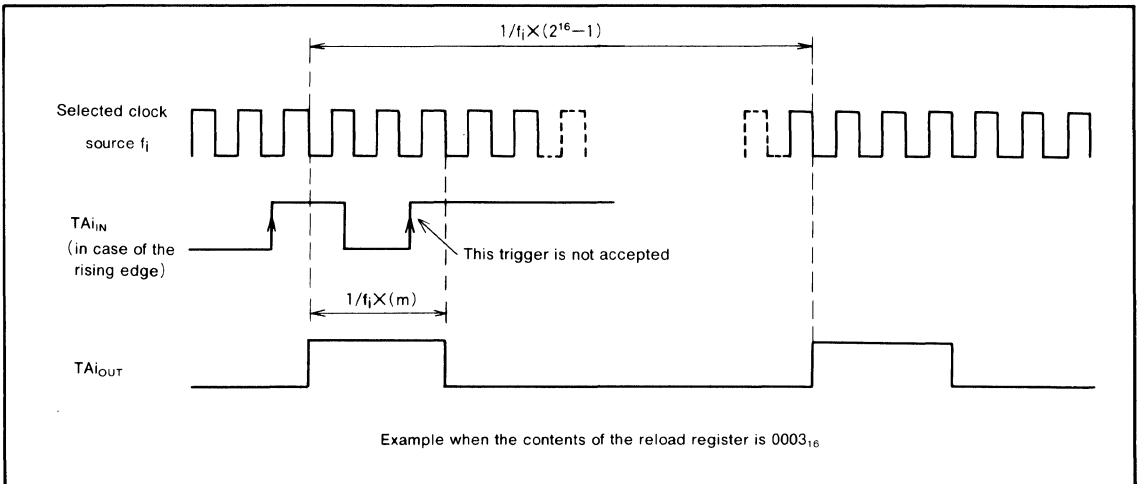 1/fi×(2¹⁶−1)
Selected clock
source fi
TAiIN
(in case of the
rising edge)
This trigger is not accepted
1/fi×(m)
TAiOUT
Example when the contents of the reload register is 0003₁₆